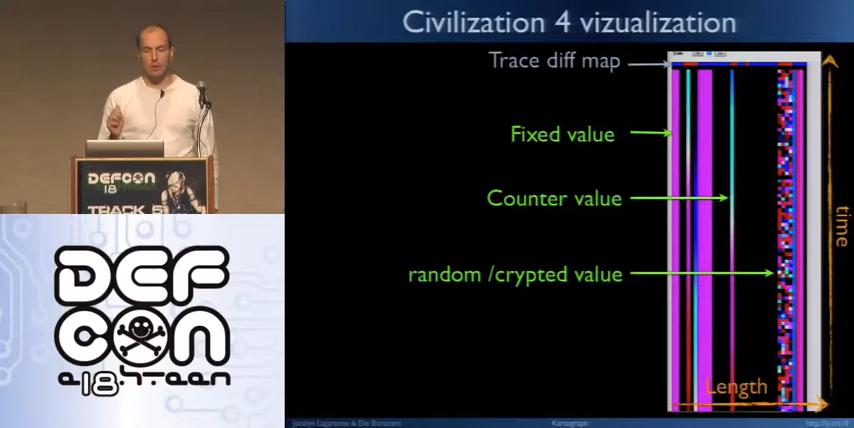 Civilization 4 vizualization
Trace diff map
Fixed value
Counter value
random /crypted value
time
Length
DEFCON
18
TRACK 5
DEF
CON
e18hteen
Kartograph